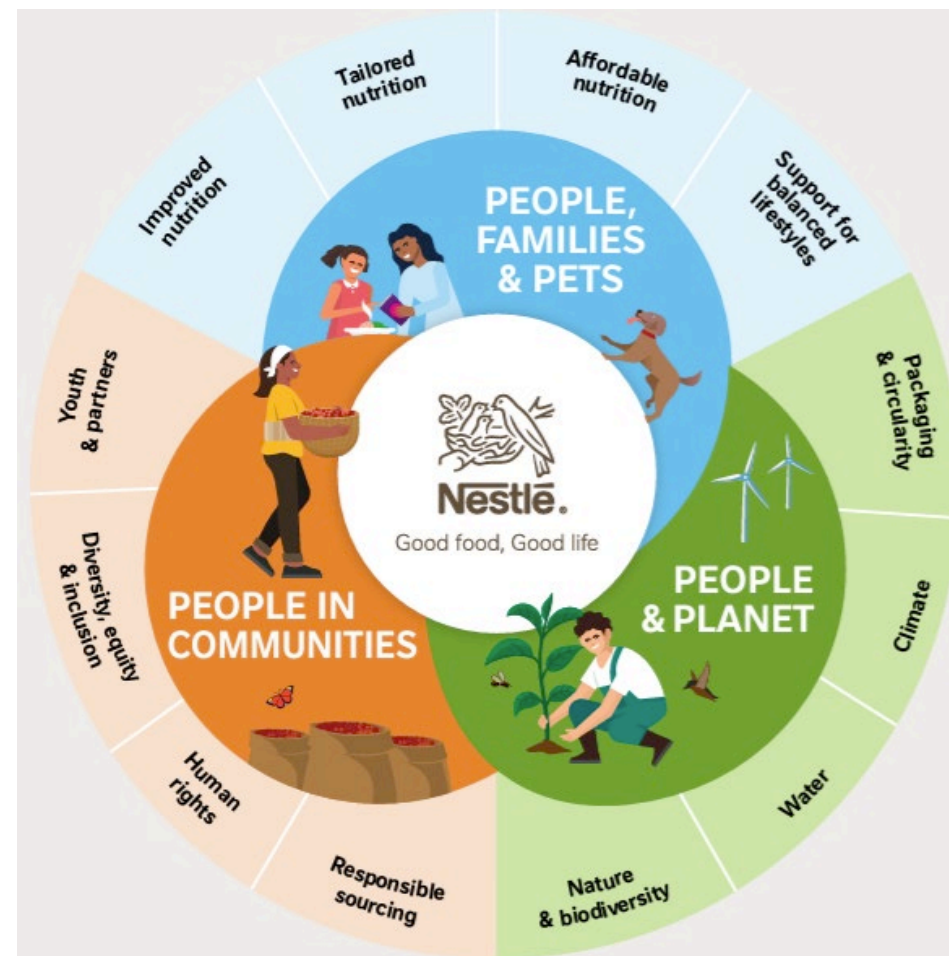 Tailored
nutrition
Affordable
nutrition
Improved
nutrition
Support for
balanced
lifestyles
PEOPLE,
FAMILIES
& PETS
Youth
& partners
Packaging
& circularity
Nestlē.
Good food, Good life
Diversity, equity
& inclusion
PEOPLE IN
COMMUNITIES
PEOPLE
& PLANET
Climate
Human
rights
Water
Responsible
sourcing
Nature
& biodiversity